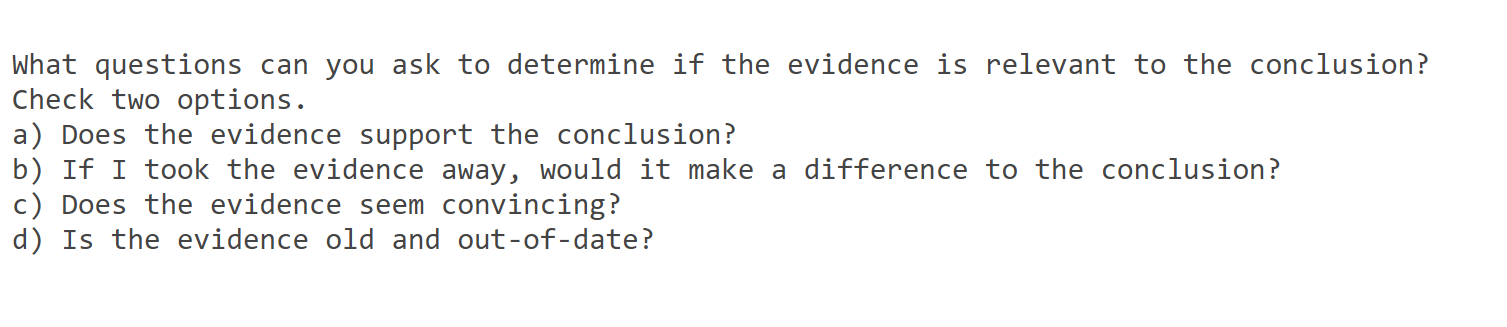 What questions can you ask to determine if the evidence is relevant to the conclusion?
Check two options.
a) Does the evidence support the conclusion?
b) If I took the evidence away, would it make a difference to the conclusion?
c) Does the evidence seem convincing?
d) Is the evidence old and out-of-date?